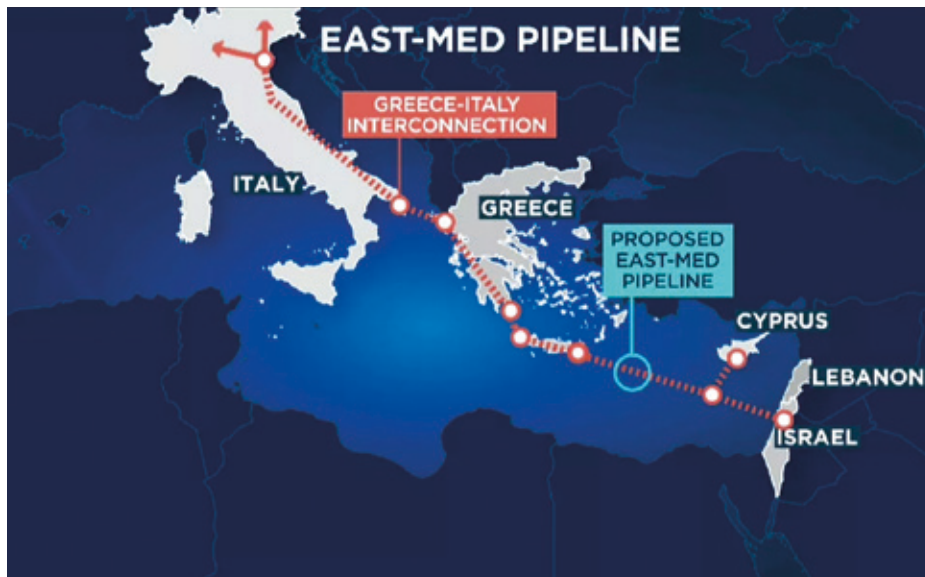 EAST-MED PIPELINE
GREECE-ITALY
INTERCONNECTION
ITALY
GREECE
PROPOSED
EAST-MED
PIPELINE
CYPRUS
LEBANON
ISRAEL